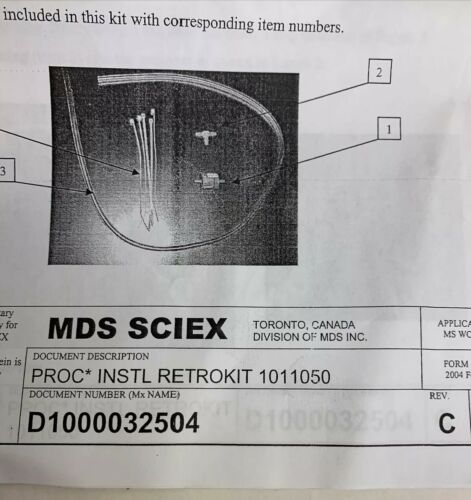 included in this kit with corresponding item numbers.
2
1
3
MDS SCIEX
TORONTO, CANADA
DIVISION OF MDS INC.
MS WO
DOCUMENT DESCRIPTION
PROC* INSTL RETROKIT 1011050
FORM
2004 F
DOCUMENT NUMBER (Mx NAME)
REV.
D1000032504
C